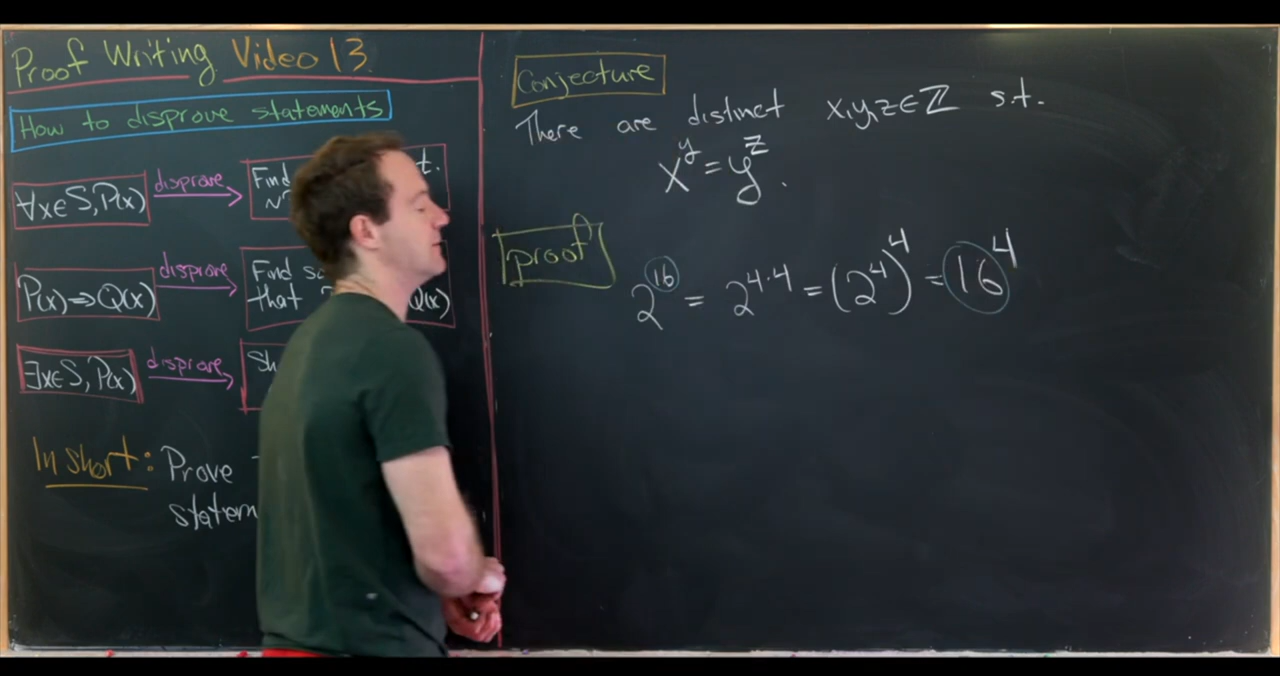 Proof Writing Video 13
How to disprove statements
∀x∈S, P(x) disprove Find t.
P(x)⇒Q(x) disprove Find
that Q(x)
∃x∈S, P(x) disprove
In short: Prove
Conjecture
There are distinct x,y,z∈ℤ s.t.
x^y = y^z.
proof
2^16 = 2^{4·4} = (2^4)^4 = 16^4